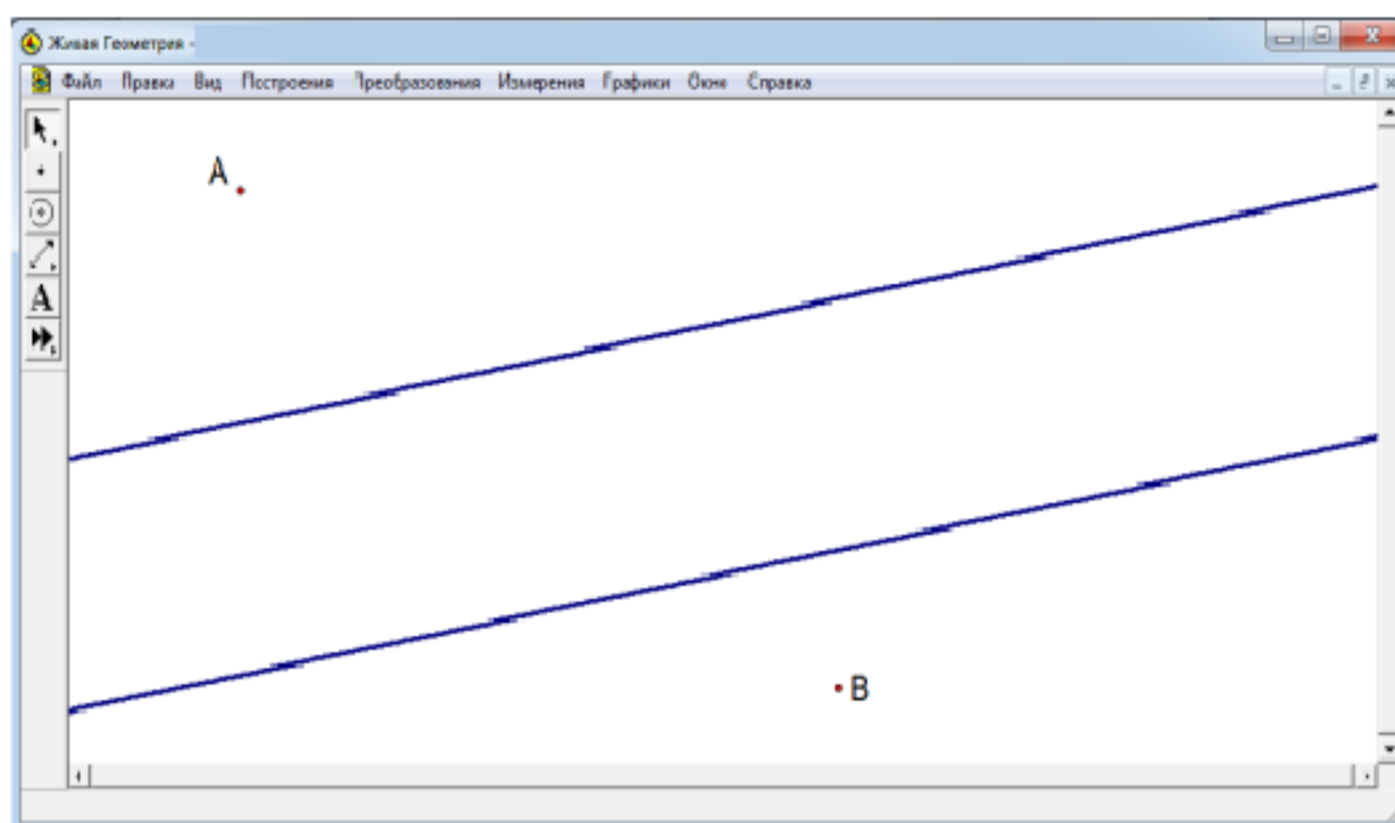 Живая Геометрия -
Файл Правка Вид Построения Преобразования Измерения Графики Окно Справка
A
A
B